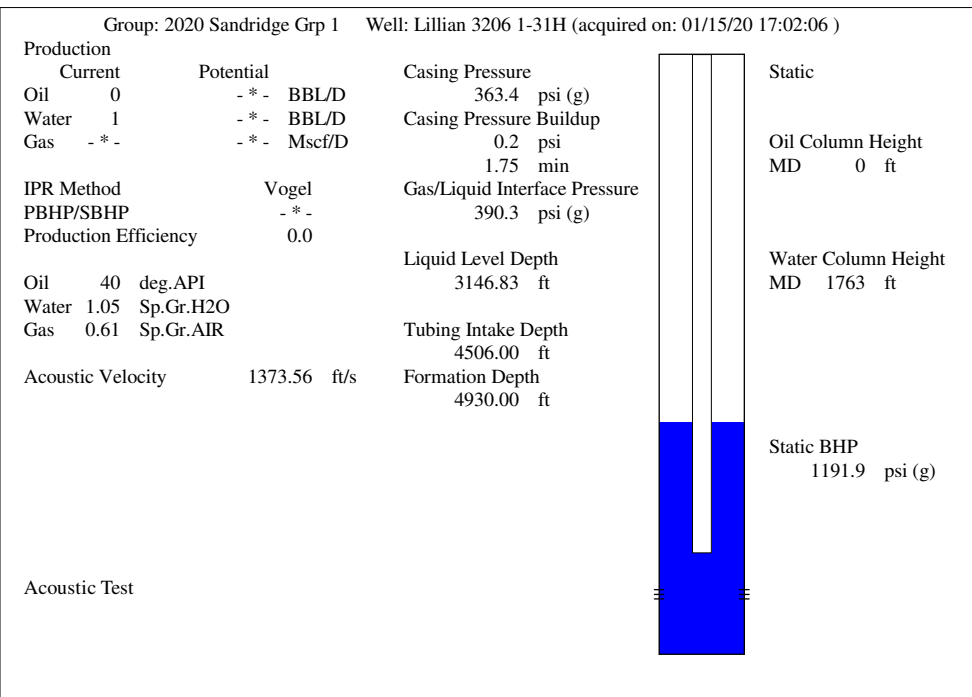 Group: 2020 Sandridge Grp 1 Well: Lillian 3206 1-31H (acquired on: 01/15/20 17:02:06 )
Production
Current Potential
Oil 0 - * - BBL/D
Water 1 - * - BBL/D
Gas - * - - * - Mscf/D
IPR Method Vogel
PBHP/SBHP - * -
Production Efficiency 0.0
Oil 40 deg.API
Water 1.05 Sp.Gr.H2O
Gas 0.61 Sp.Gr.AIR
Acoustic Velocity 1373.56 ft/s
Acoustic Test
Casing Pressure
363.4 psi (g)
Casing Pressure Buildup
0.2 psi
1.75 min
Gas/Liquid Interface Pressure
390.3 psi (g)
Liquid Level Depth
3146.83 ft
Tubing Intake Depth
4506.00 ft
Formation Depth
4930.00 ft
Static
Oil Column Height
MD 0 ft
Water Column Height
MD 1763 ft
Static BHP
1191.9 psi (g)